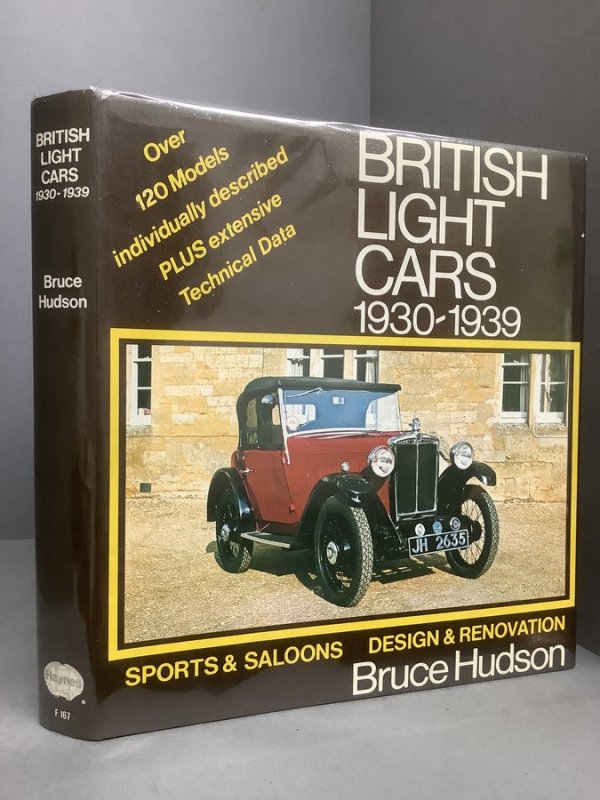 BRITISH
LIGHT
CARS
1930-1939
Bruce
Hudson
Haynes
F 167
Over
120 Models
individually described
PLUS extensive
Technical Data
BRITISH
LIGHT
CARS
1930-1939
JH 2635
SPORTS & SALOONS DESIGN & RENOVATION
Bruce Hudson